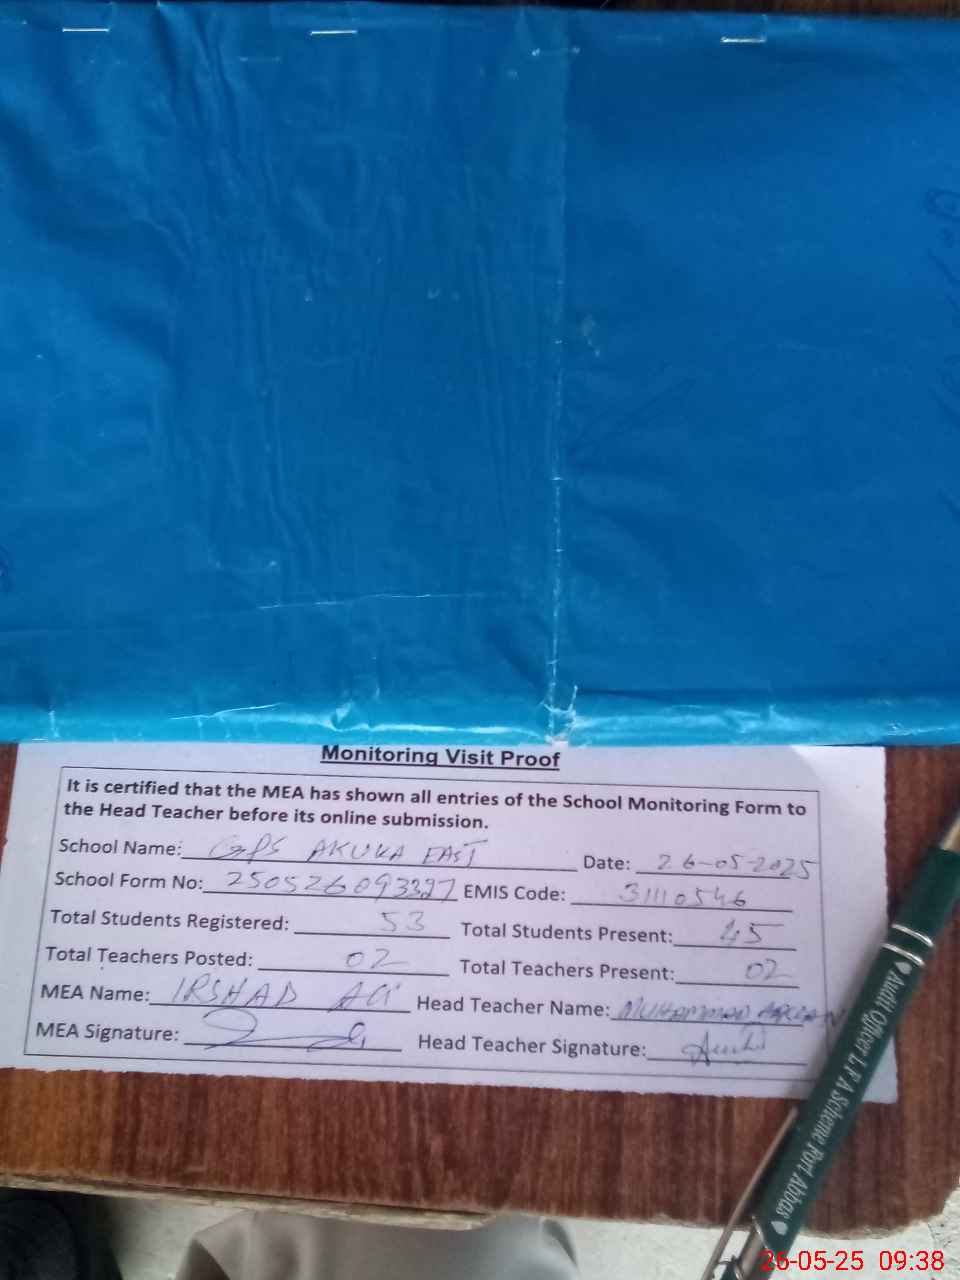 Monitoring Visit Proof
It is certified that the MEA has shown all entries of the School Monitoring Form to
the Head Teacher before its online submission.
School Name: GPS AKUKA EAST Date: 26-05-2025
School Form No: 250526093327 EMIS Code: 31110546
Total Students Registered: 53 Total Students Present: 45
Total Teachers Posted: 02 Total Teachers Present: 02
MEA Name: IRSHAD ALI Head Teacher Name: MUHAMMAD
MEA Signature: Head Teacher Signature:
Audit Officer L F A Scheme Fort Abbas
26-05-25 09:38